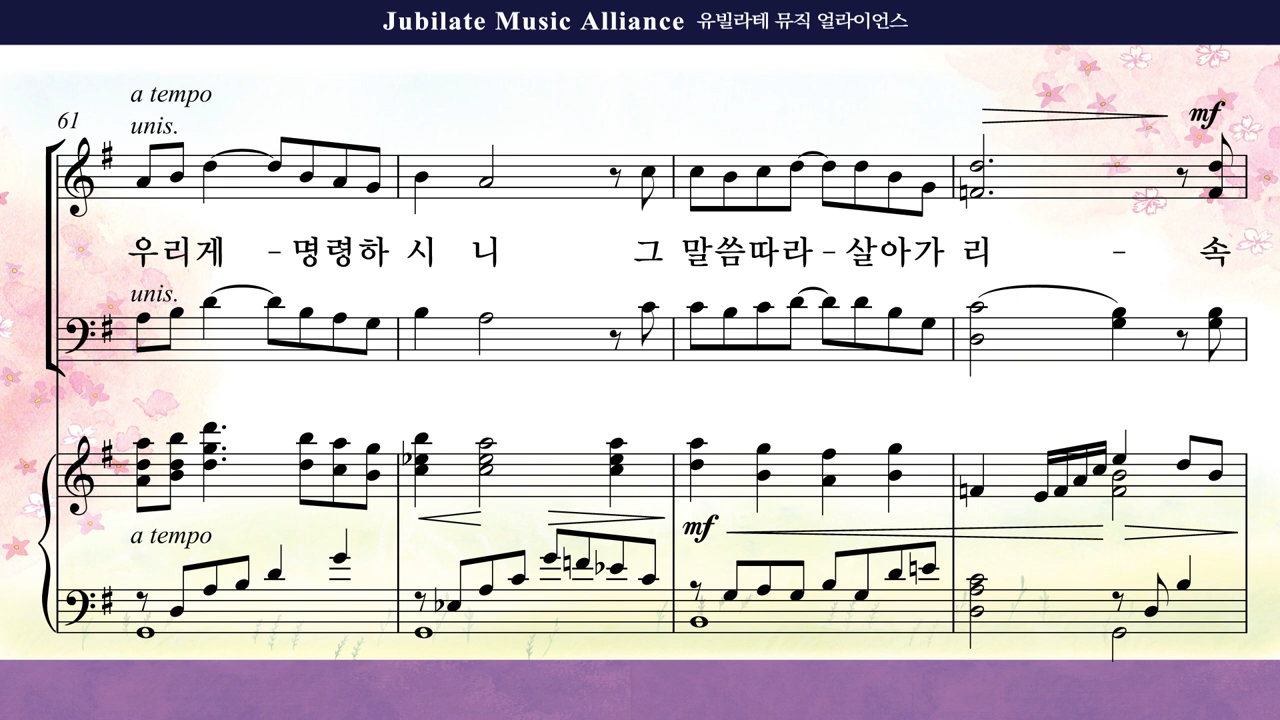 Jubilate Music Alliance 유빌라테 뮤직 얼라이언스
a tempo
61
unis.
mf
우리게 - 명령하 시 니 그 말씀따라 - 살아가 리 - 속
unis.
a tempo
mf